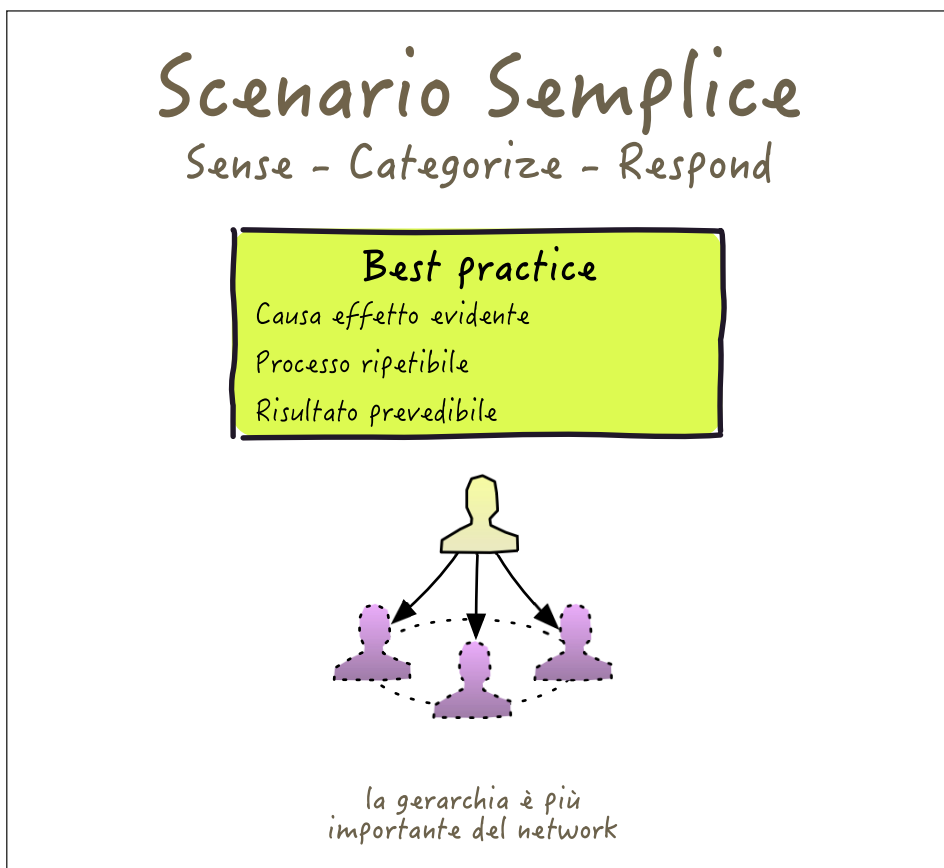 Scenario Semplice
Sense - Categorize - Respond
Best practice
Causa effetto evidente
Processo ripetibile
Risultato prevedibile
la gerarchia è più
importante del network